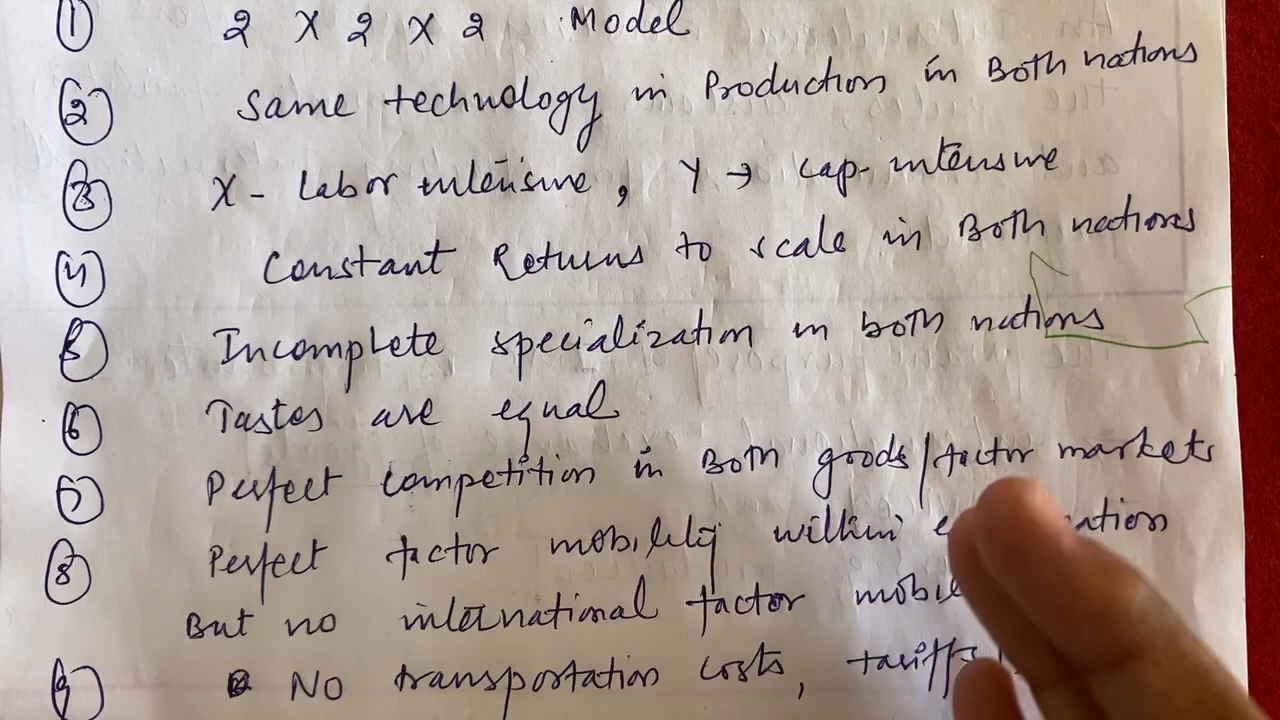 ① 2 X 2 X 2 Model
② Same technology in Production in Both nations
③ X - Labor intensive, Y → Cap-intensive
④ Constant Returns to scale in Both nations
⑤ Incomplete specialization in both nations
⑥ Tastes are equal
⑦ Perfect Competition in Both goods/factor markets
⑧ Perfect factor mobility within
But no international factor
⑨ No transportation costs, tariffs